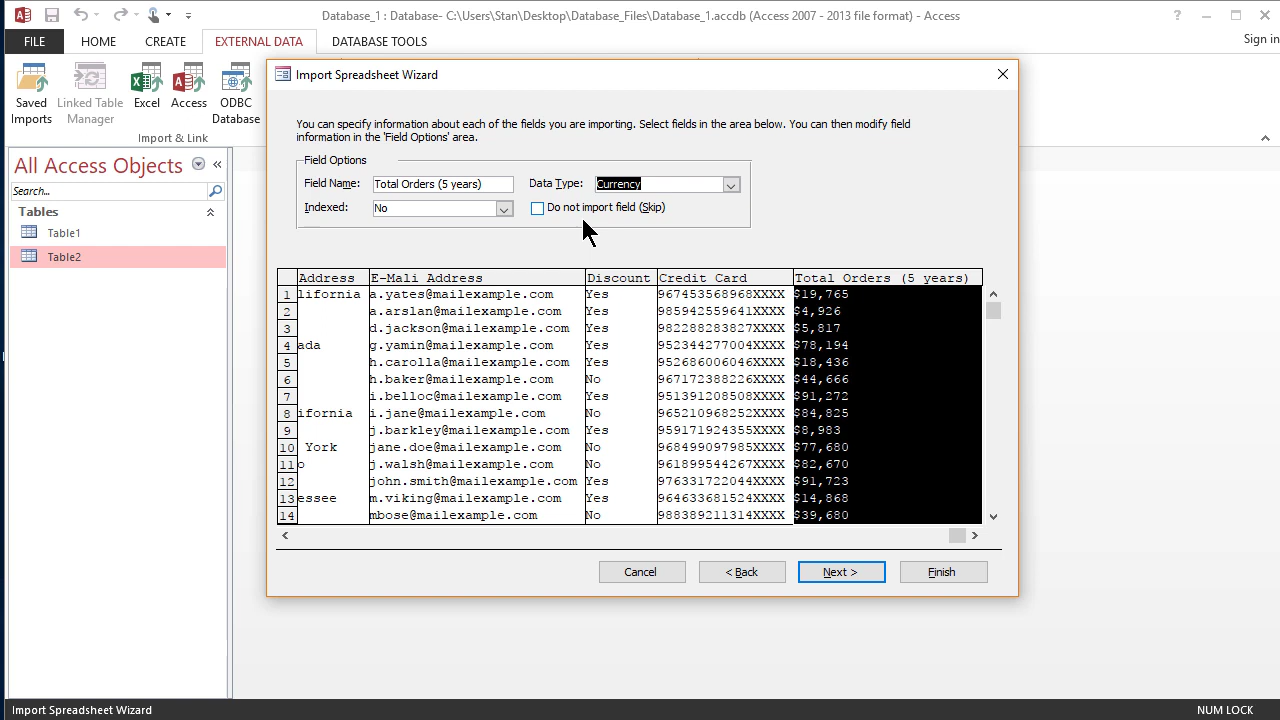 Database_1 : Database- C:\Users\Stan\Desktop\Database_Files\Database_1.accdb (Access 2007 - 2013 file format) - Access
FILE HOME CREATE EXTERNAL DATA DATABASE TOOLS Sign in
Saved Imports
Linked Table Manager
Excel
Access
ODBC Database
Import & Link
All Access Objects
Search...
Tables
Table1
Table2
Import Spreadsheet Wizard
You can specify information about each of the fields you are importing. Select fields in the area below. You can then modify field
information in the 'Field Options' area.
Field Options
Field Name: Total Orders (5 years) Data Type: Currency
Indexed: No Do not import field (Skip)
Address E-Mali Address Discount Credit Card Total Orders (5 years)
1 lifornia a.yates@mailexample.com Yes 967453568968XXXX $19,765
2 a.arslan@mailexample.com Yes 985942559641XXXX $4,926
3 d.jackson@mailexample.com Yes 982288283827XXXX $5,817
4 ada g.yamin@mailexample.com Yes 952344277004XXXX $78,194
5 h.carolla@mailexample.com Yes 952686006046XXXX $18,436
6 h.baker@mailexample.com No 967172388226XXXX $44,666
7 i.belloc@mailexample.com Yes 951391208508XXXX $91,272
8 ifornia i.jane@mailexample.com No 965210968252XXXX $84,825
9 j.barkley@mailexample.com Yes 959171924355XXXX $8,983
10 York jane.doe@mailexample.com No 968499097985XXXX $77,680
11 o j.walsh@mailexample.com No 961899544267XXXX $82,670
12 john.smith@mailexample.com Yes 976331722044XXXX $91,723
13 essee m.viking@mailexample.com Yes 964633681524XXXX $14,868
14 mbose@mailexample.com No 988389211314XXXX $39,680
Cancel < Back Next > Finish
Import Spreadsheet Wizard NUM LOCK